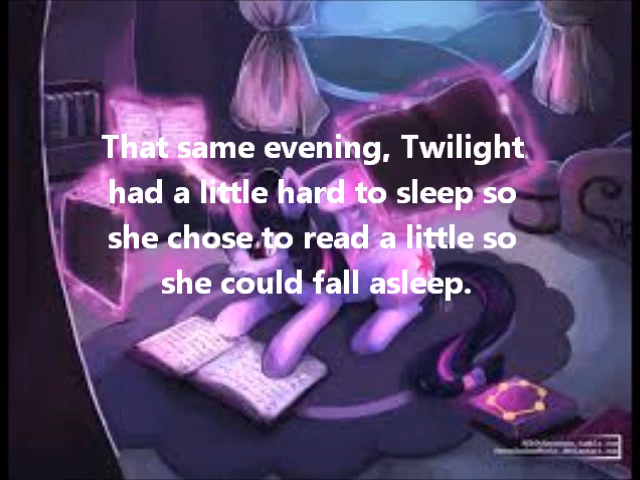 That same evening, Twilight
had a little hard to sleep so
she chose to read a little so
she could fall asleep.